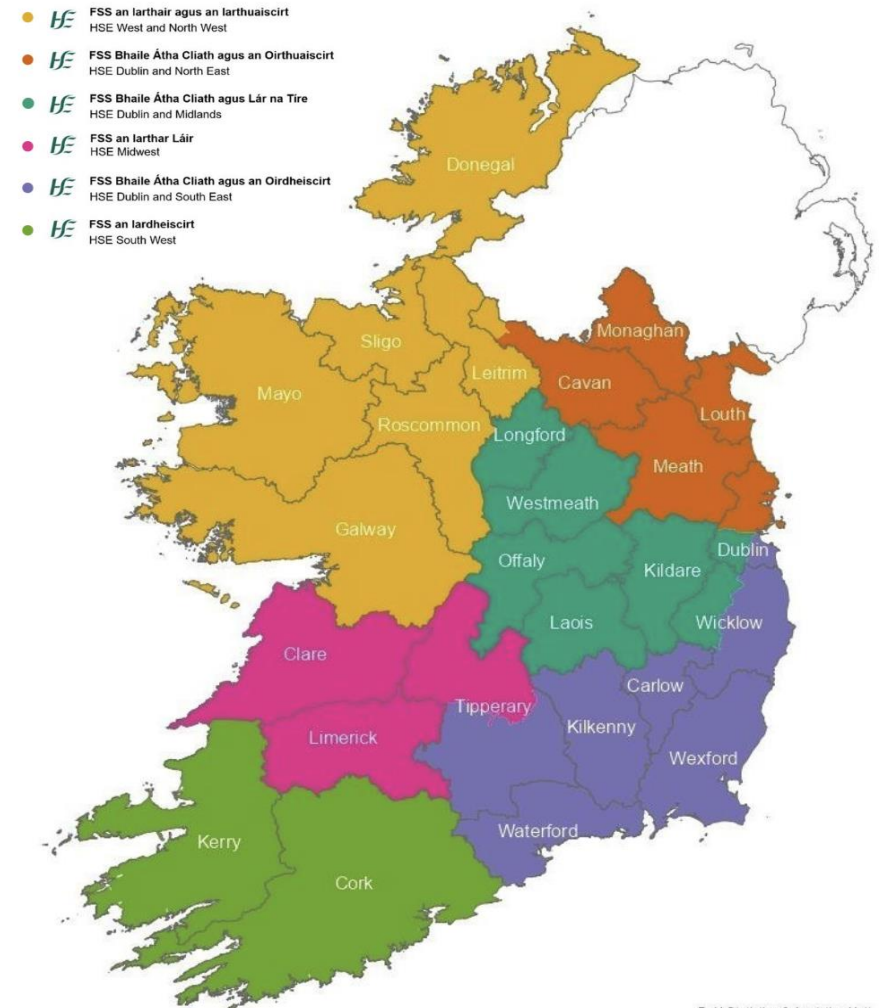 FSS an Iarthair agus an Iarthuaiscirt
HSE West and North West
FSS Bhaile Átha Cliath agus an Oirthuaiscirt
HSE Dublin and North East
FSS Bhaile Átha Cliath agus Lár na Tíre
HSE Dublin and Midlands
FSS an Iarthar Láir
HSE Midwest
FSS Bhaile Átha Cliath agus an Oirdheiscirt
HSE Dublin and South East
FSS an Iardheiscirt
HSE South West
Donegal
Monaghan
Sligo
Leitrim
Cavan
Mayo
Louth
Roscommon
Longford
Meath
Westmeath
Galway
Dublin
Offaly
Kildare
Laois
Wicklow
Clare
Carlow
Tipperary
Kilkenny
Limerick
Wexford
Waterford
Kerry
Cork